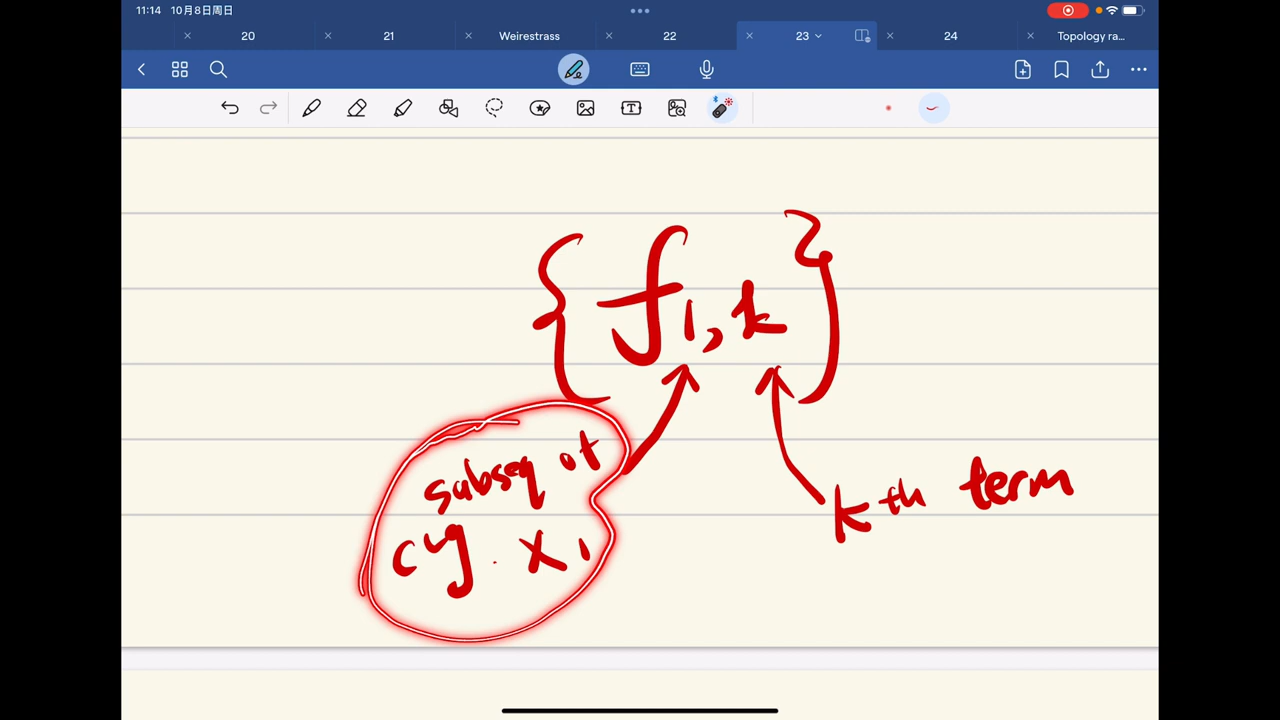 11:14 10月8日周日
20 21 Weirestrass 22 23 24 Topology ra...
{f1,k}
subseq of
cvg. x1
kth term